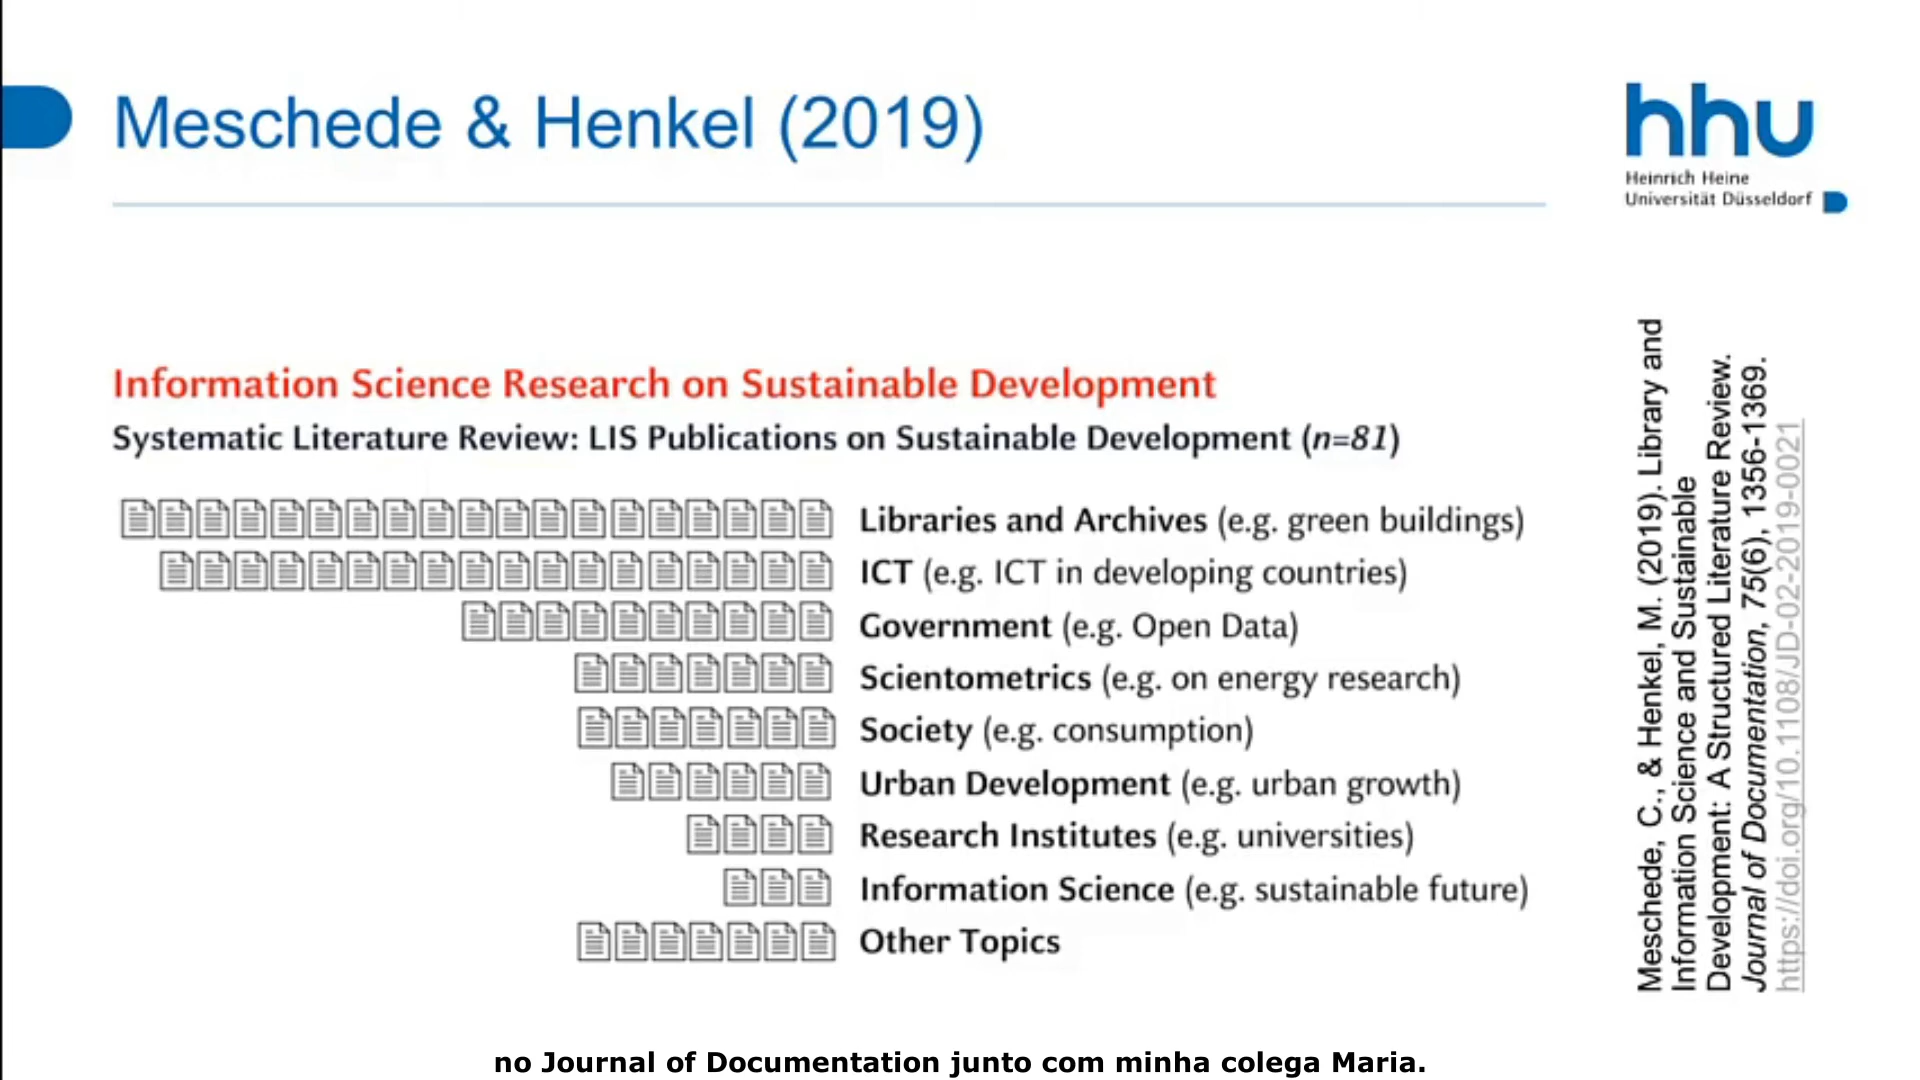 Meschede & Henkel (2019)
hhu
Heinrich Heine
Universität Düsseldorf
Information Science Research on Sustainable Development
Systematic Literature Review: LIS Publications on Sustainable Development (n=81)
Libraries and Archives (e.g. green buildings)
ICT (e.g. ICT in developing countries)
Government (e.g. Open Data)
Scientometrics (e.g. on energy research)
Society (e.g. consumption)
Urban Development (e.g. urban growth)
Research Institutes (e.g. universities)
Information Science (e.g. sustainable future)
Other Topics
Meschede, C., & Henkel, M. (2019). Library and
Information Science and Sustainable
Development: A Structured Literature Review.
Journal of Documentation, 75(6), 1356-1369.
https://doi.org/10.1108/JD-02-2019-0021
no Journal of Documentation junto com minha colega Maria.